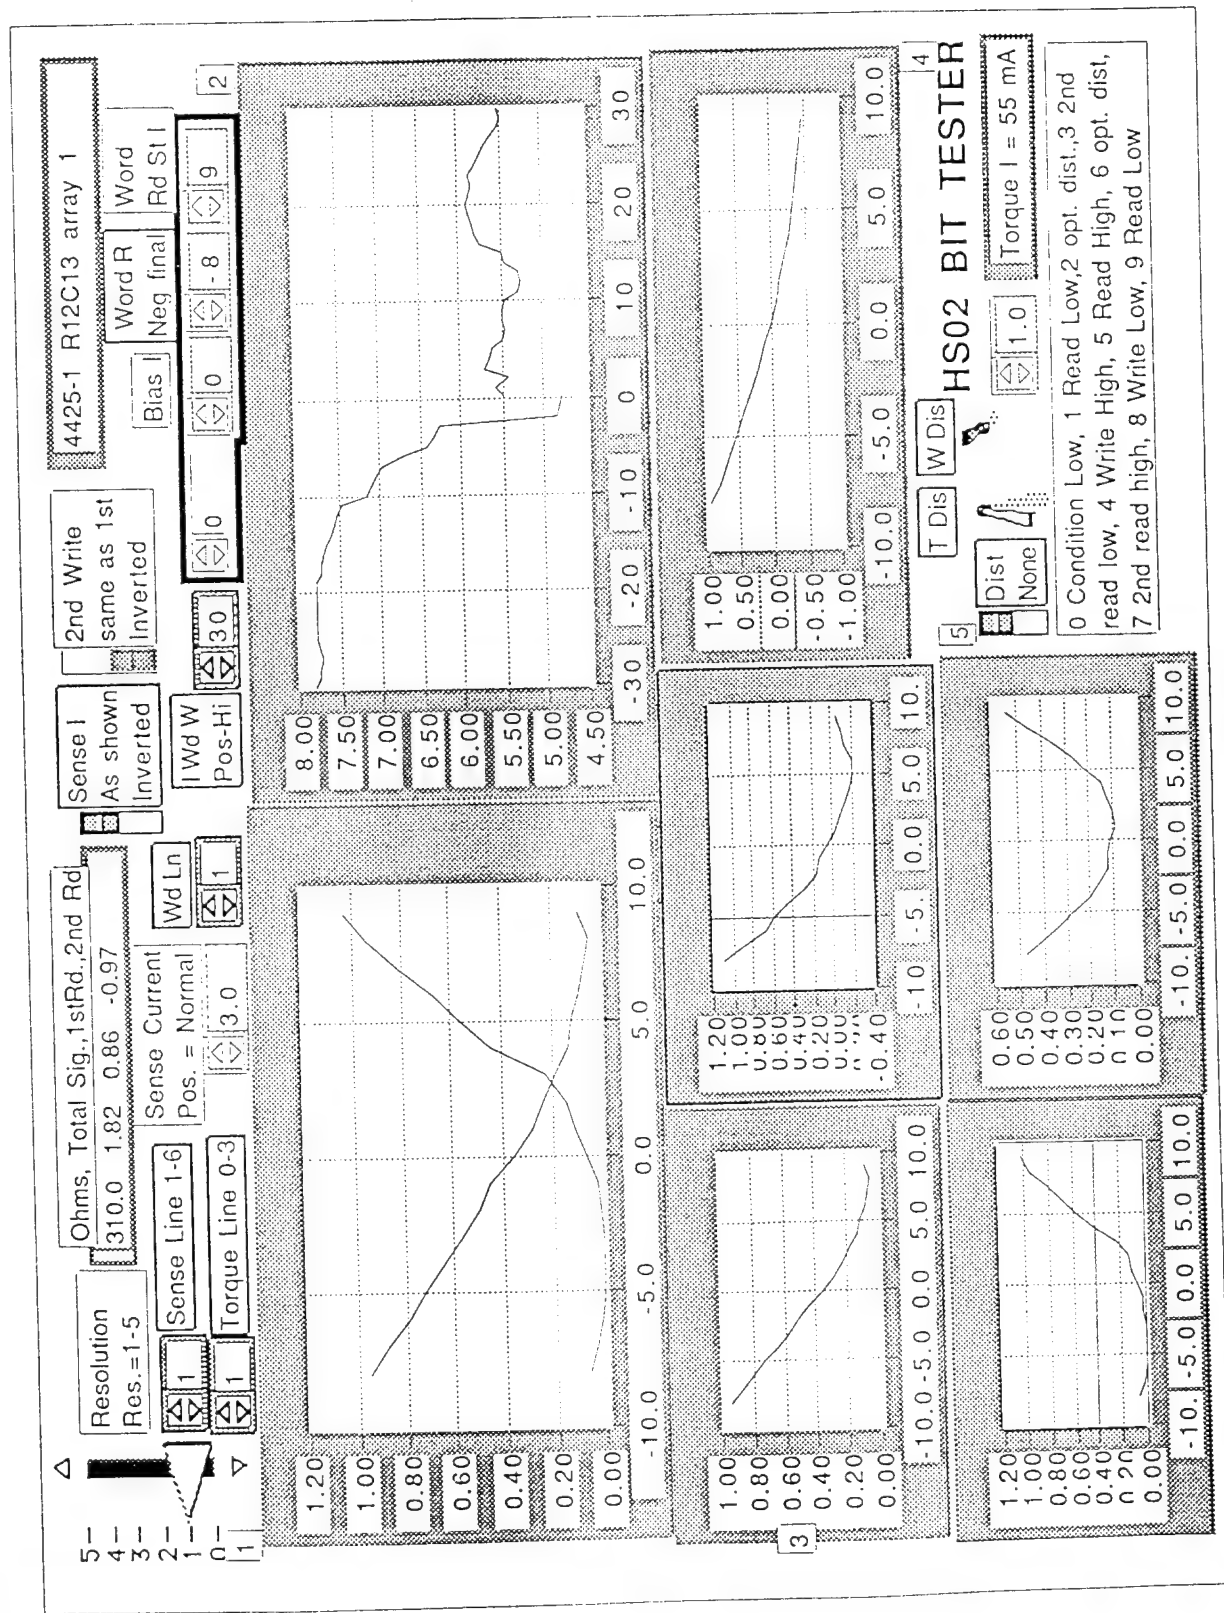 5
4
3
2
1
0
1
Resolution
Res.=1-5
Ohms, Total Sig.,1stRd.,2nd Rd
310.0 1.82 0.86 -0.97
1
Sense Line 1-6
1
Torque Line 0-3
Sense Current
Pos. = Normal
3.0
Wd Ln
1
Sense I
As shown
Inverted
2nd Write
same as 1st
Inverted
I Wd W
Pos-Hi
30
4425-1 R12C13 array 1
Bias I
Word R
Neg final
Word
Rd St I
0
0
-8
9
2
1.20
1.00
0.80
0.60
0.40
0.20
0.00
-10.0 -5.0 0.0 5.0 10.0
8.00
7.50
7.00
6.50
6.00
5.50
5.00
4.50
-30 -20 -10 0 10 20 30
3
1.00
0.80
0.60
0.40
0.20
0.00
-10.0 -5.0 0.0 5.0 10.0
1.20
1.00
0.80
0.60
0.40
0.20
0.00
-0.40
-10 -5. 0.0 5.0 10.
1.00
0.50
0.00
-0.50
-1.00
-10.0 -5.0 0.0 5.0 10.0
4
1.20
1.00
0.80
0.60
0.40
0.20
0.00
-10. -5.0 0.0 5.0 10.0
0.60
0.50
0.40
0.30
0.20
0.10
0.00
-10. -5.0 0.0 5.0 10.0
5
T Dis
W Dis
HS02 BIT TESTER
Dist
None
1.0
Torque I = 55 mA
0 Condition Low, 1 Read Low,2 opt. dist.,3 2nd
read low, 4 Write High, 5 Read High, 6 opt. dist,
7 2nd read high, 8 Write Low, 9 Read Low